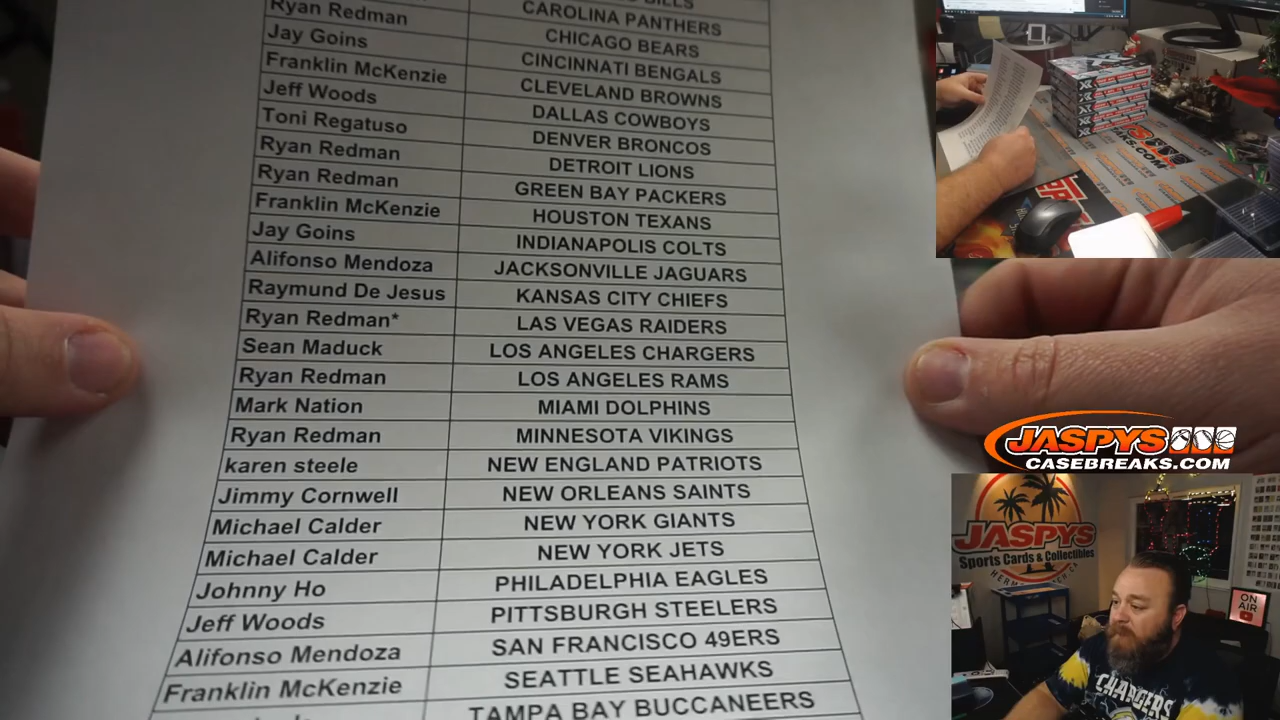 BILLS
CAROLINA PANTHERS
Ryan Redman CHICAGO BEARS
Jay Goins CINCINNATI BENGALS
Franklin McKenzie CLEVELAND BROWNS
Jeff Woods DALLAS COWBOYS
Toni Regatuso DENVER BRONCOS
Ryan Redman DETROIT LIONS
Ryan Redman GREEN BAY PACKERS
Franklin McKenzie HOUSTON TEXANS
Jay Goins INDIANAPOLIS COLTS
Alifonso Mendoza JACKSONVILLE JAGUARS
Raymund De Jesus KANSAS CITY CHIEFS
Ryan Redman* LAS VEGAS RAIDERS
Sean Maduck LOS ANGELES CHARGERS
Ryan Redman LOS ANGELES RAMS
Mark Nation MIAMI DOLPHINS
Ryan Redman MINNESOTA VIKINGS
karen steele NEW ENGLAND PATRIOTS
Jimmy Cornwell NEW ORLEANS SAINTS
Michael Calder NEW YORK GIANTS
Michael Calder NEW YORK JETS
Johnny Ho PHILADELPHIA EAGLES
Jeff Woods PITTSBURGH STEELERS
Alifonso Mendoza SAN FRANCISCO 49ERS
Franklin McKenzie SEATTLE SEAHAWKS
TAMPA BAY BUCCANEERS
JASPYS
CASEBREAKS.COM
JASPYS
Sports Cards & Collectibles
ON
AIR
CHARGERS